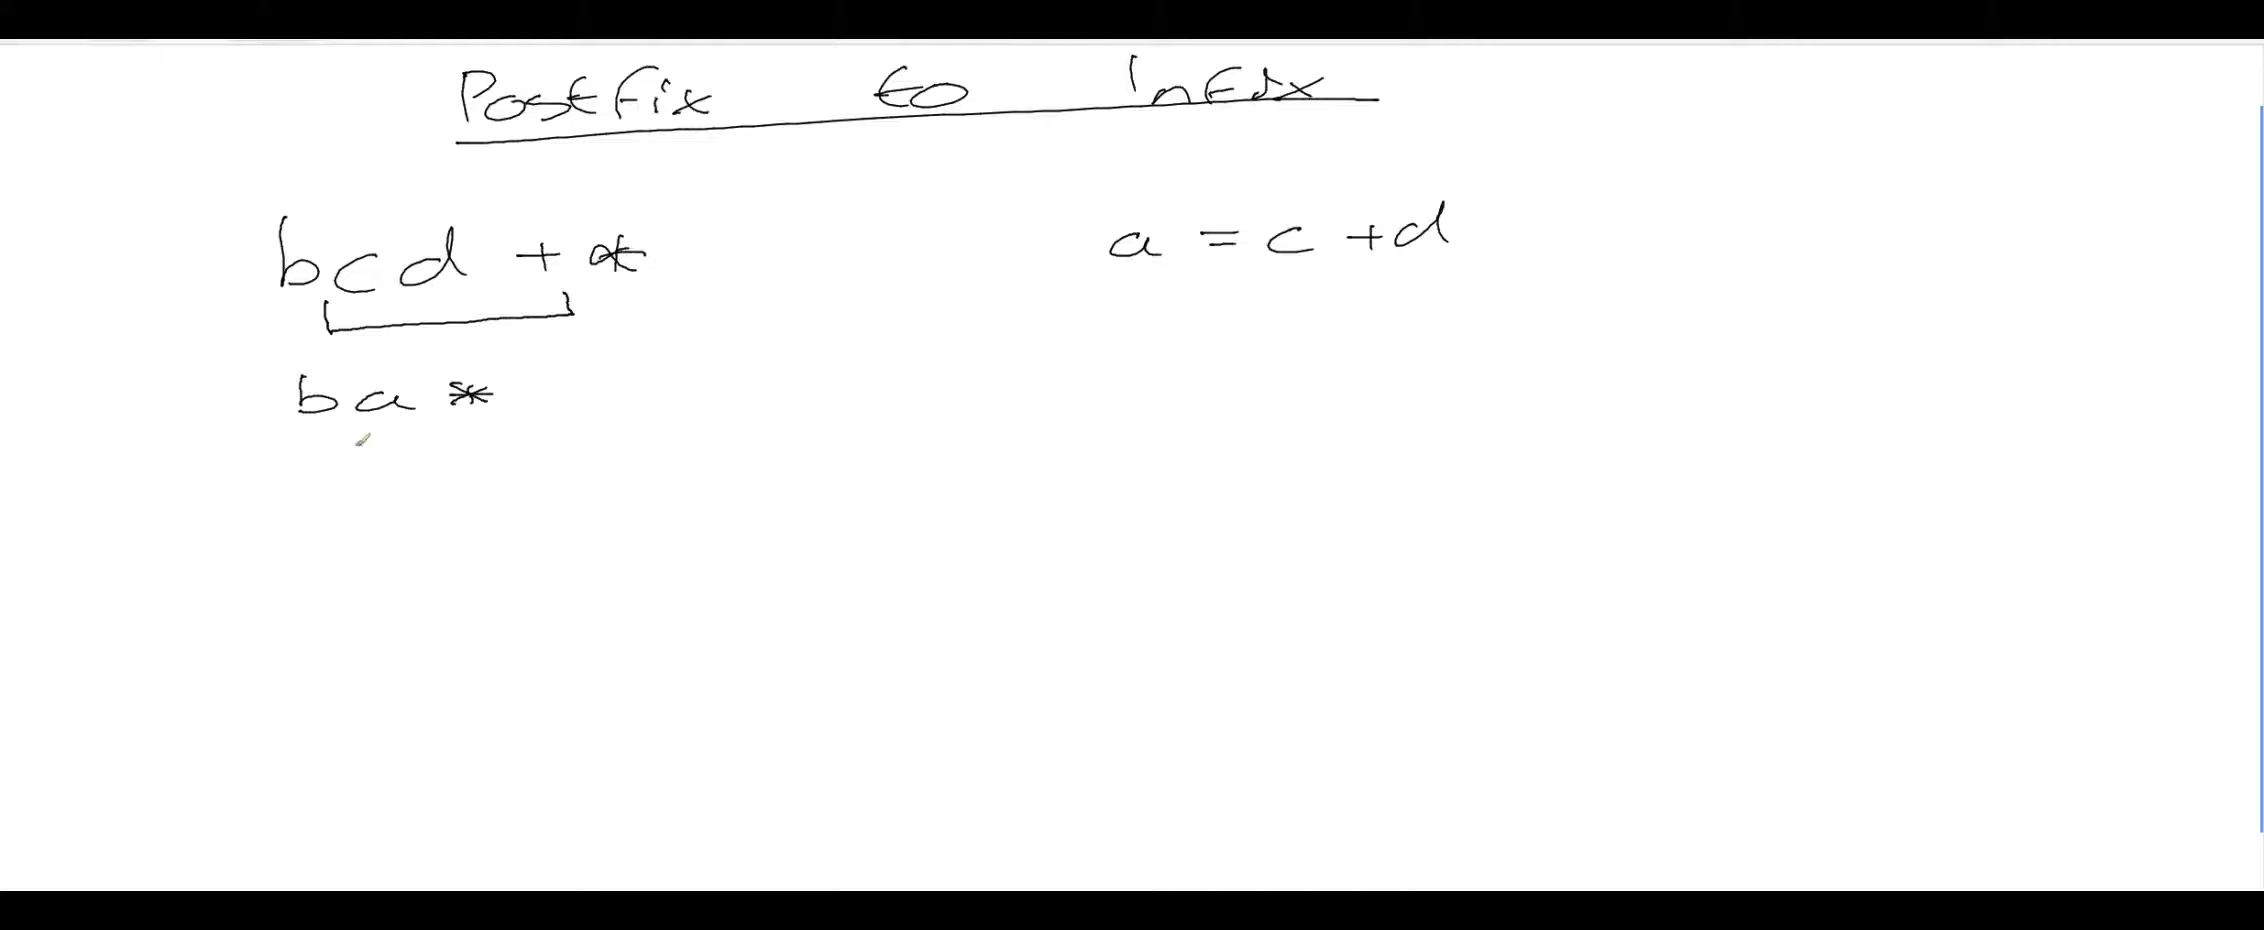 Postfix to infix
bcd + *
a = c + d
ba *